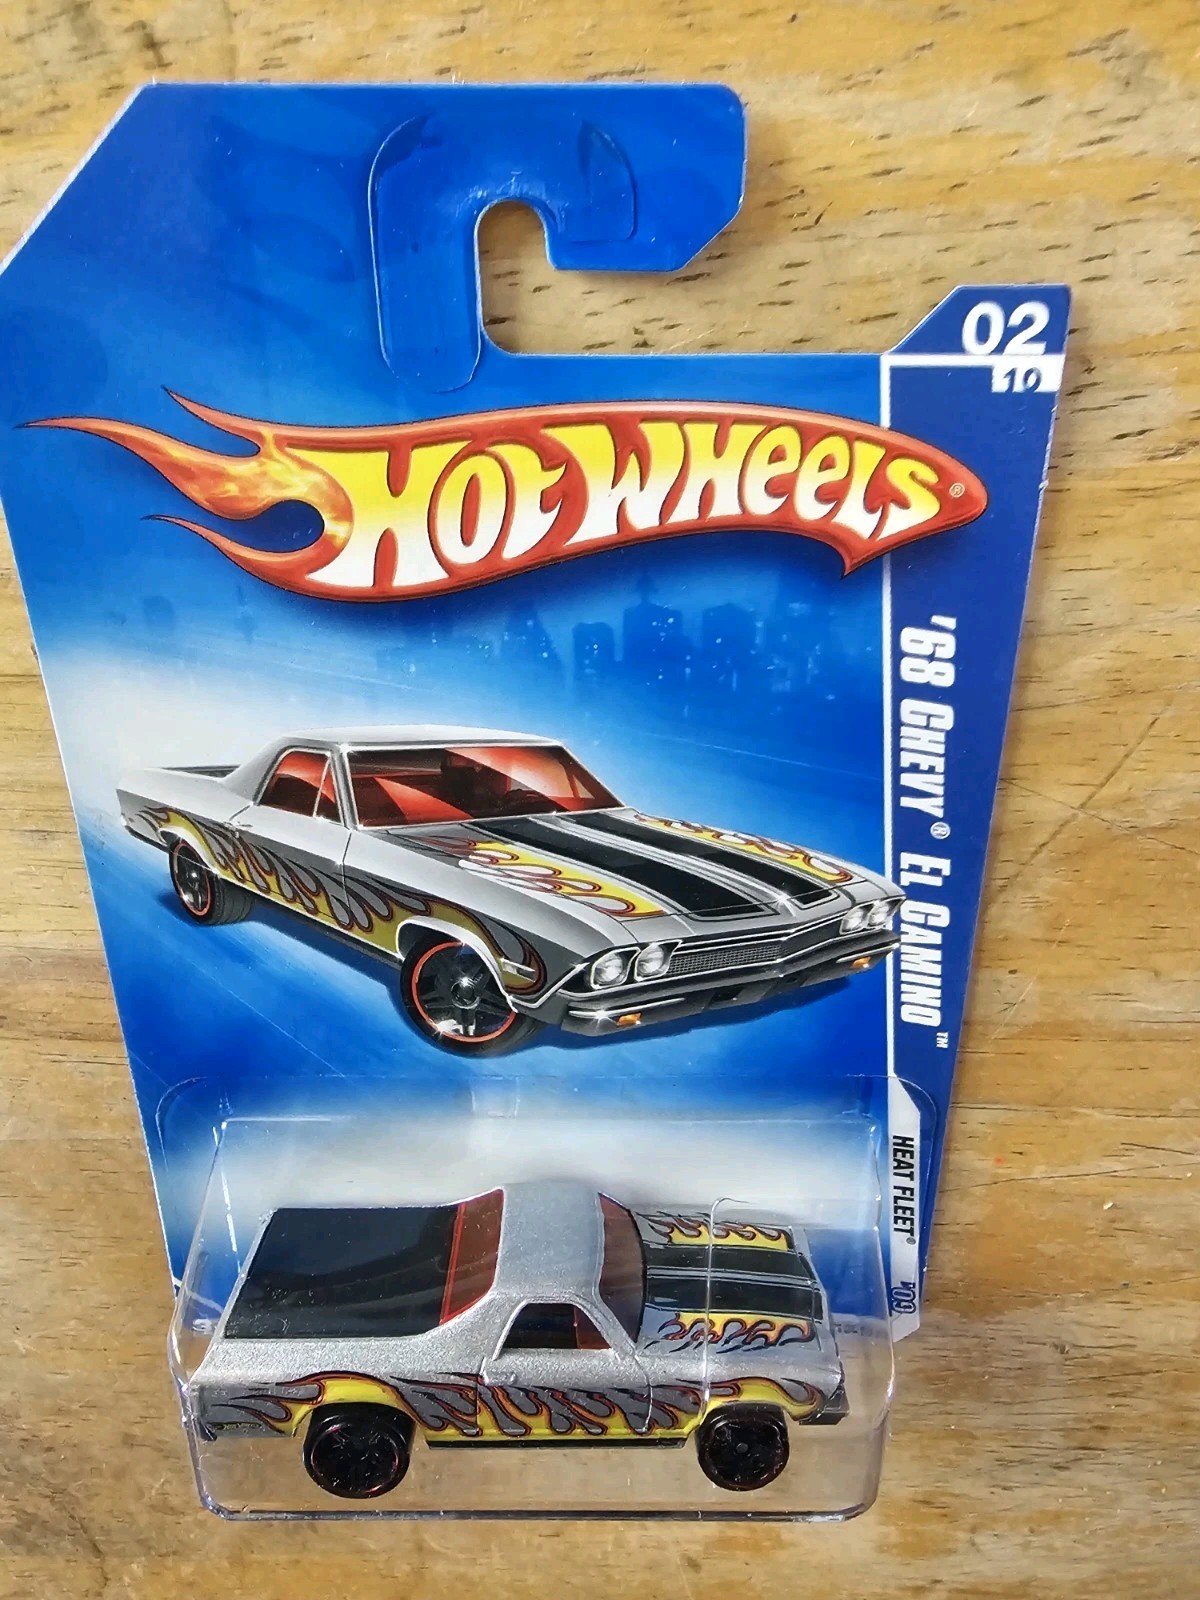 02
10
HOT WHEELS®
'68 CHEVY® EL CAMINO™
HEAT FLEET®
'09